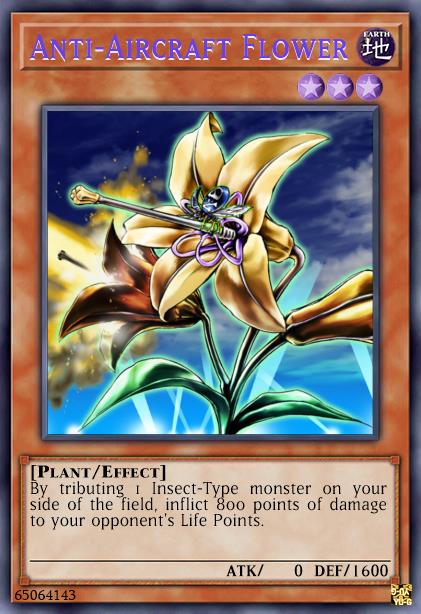 Anti-Aircraft Flower
EARTH
地
[Plant/Effect]
By tributing 1 Insect-Type monster on your
side of the field, inflict 800 points of damage
to your opponent's Life Points.
ATK/ 0 DEF/1600
65064143